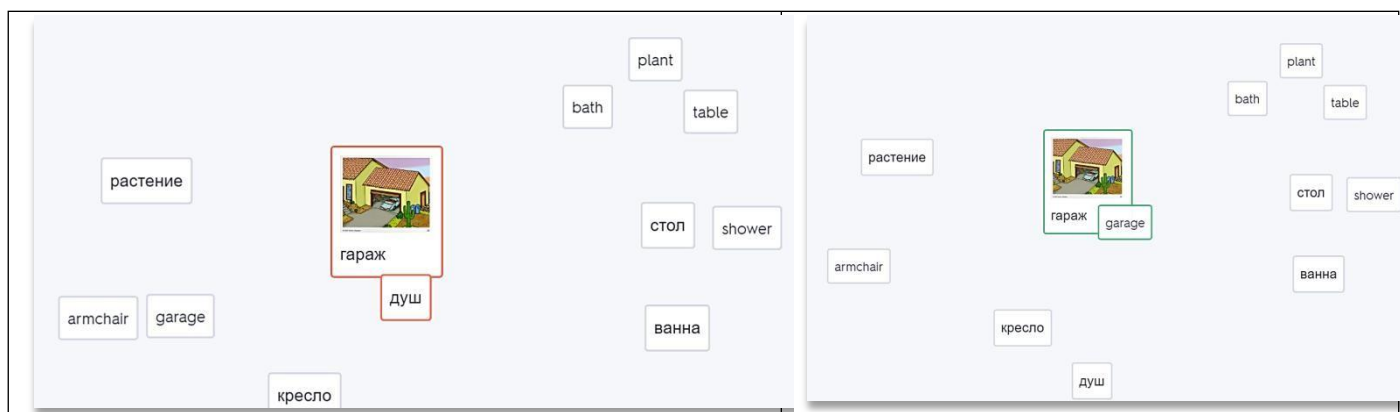 plant
bath
table
растение
гараж
душ
стол
shower
armchair
garage
ванна
кресло
plant
bath
table
растение
гараж
garage
стол
shower
armchair
ванна
кресло
душ